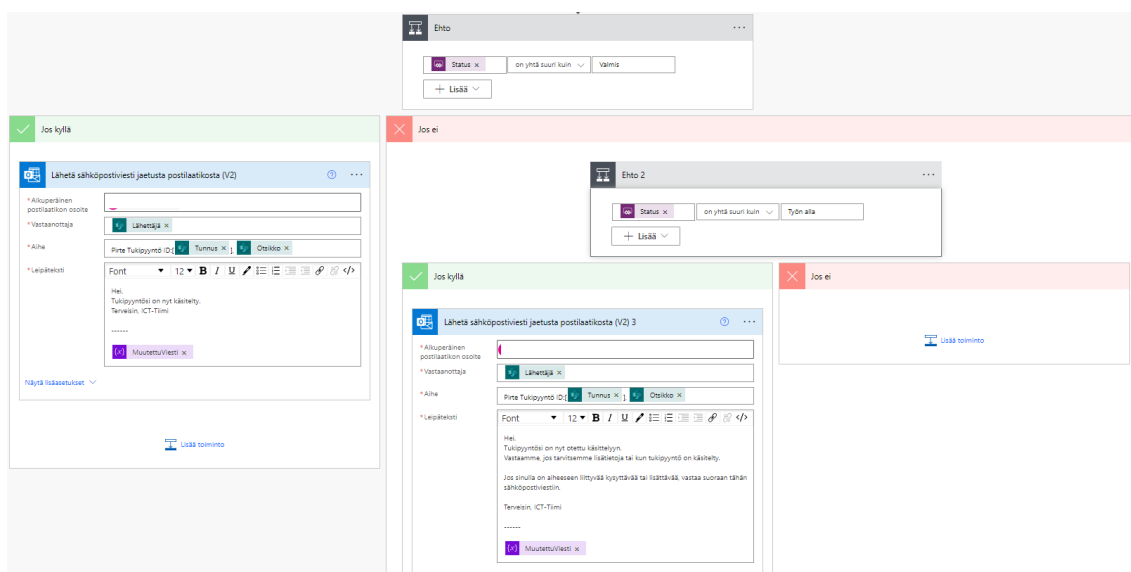 Ehto
Status × on yhtä suuri kuin Valmis
+ Lisää
Jos kyllä
Lähetä sähköpostiviesti jaetusta postilaatikosta (V2)
* Alkuperäinen postilaatikon osoite
* Vastaanottaja Lähettäjä ×
* Aihe Pirte Tukipyyntö ID:[ Tunnus × ], Otsikko ×
* Leipäteksti
Font 12 B I U </>
Hei,
Tukipyyntösi on nyt käsitelty.
Terveisin, ICT-Tiimi
------
{x} MuutettuViesti ×
Näytä lisäasetukset
Lisää toiminto
Jos ei
Ehto 2
Status × on yhtä suuri kuin Työn alla
+ Lisää
Jos kyllä
Lähetä sähköpostiviesti jaetusta postilaatikosta (V2) 3
* Alkuperäinen postilaatikon osoite
* Vastaanottaja Lähettäjä ×
* Aihe Pirte Tukipyyntö ID:[ Tunnus × ], Otsikko ×
* Leipäteksti
Font 12 B I U </>
Hei,
Tukipyyntösi on nyt otettu käsittelyyn.
Vastaamme, jos tarvitsemme lisätietoja tai kun tukipyyntö on käsitelty.
Jos sinulla on aiheeseen liittyvää kysyttävää tai lisättävää, vastaa suoraan tähän
sähköpostiviestiin.
Terveisin, ICT-Tiimi
------
{x} MuutettuViesti ×
Jos ei
Lisää toiminto